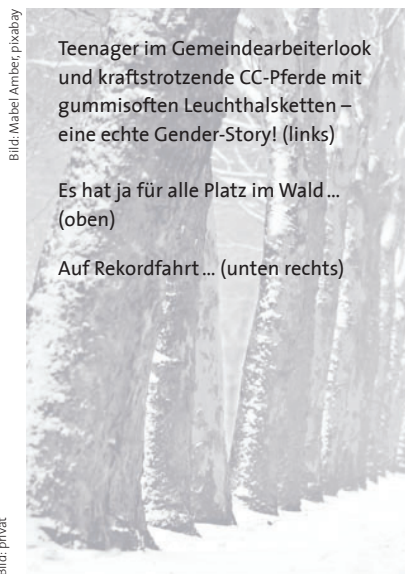 Bild: Mabel Amber, pixabay
Teenager im Gemeindearbeiterlook
und kraftstrotzende CC-Pferde mit
gummisoften Leuchthalsketten –
eine echte Gender-Story! (links)
Es hat ja für alle Platz im Wald ...
(oben)
Auf Rekordfahrt ... (unten rechts)
Bild: privat